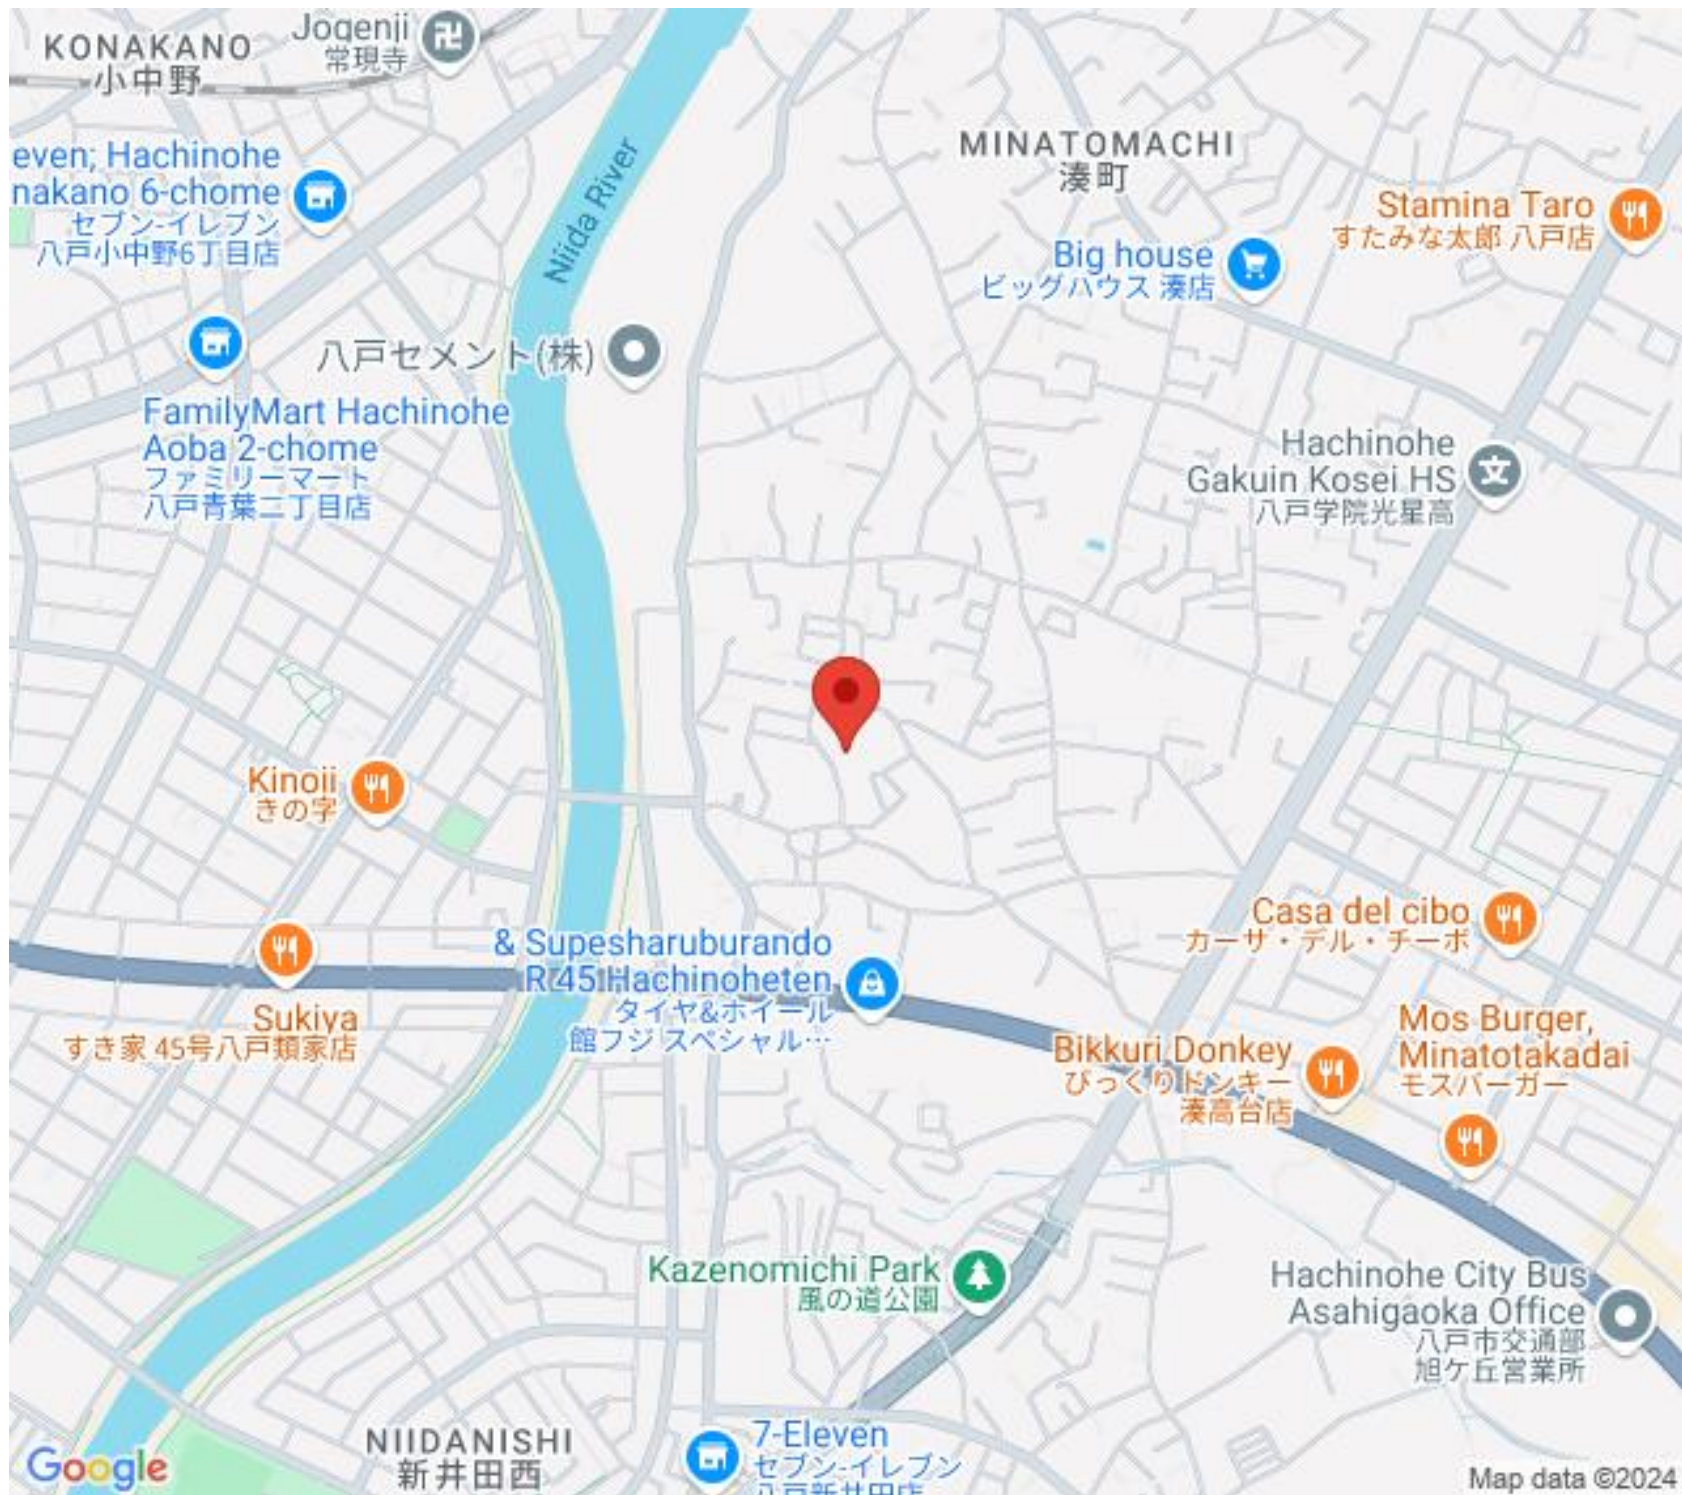 KONAKANO
小中野
Jogenji
常現寺
even; Hachinohe
nakano 6-chome
セブン-イレブン
八戸小中野6丁目店
Niida River
MINATOMACHI
湊町
Stamina Taro
すたみな太郎 八戸店
Big house
ビッグハウス 湊店
八戸セメント(株)
FamilyMart Hachinohe
Aoba 2-chome
ファミリーマート
八戸青葉二丁目店
Hachinohe
Gakuin Kosei HS
八戸学院光星高
Kinoji
きの字
Casa del cibo
カーサ・デル・チーボ
& Supesharuburando
R 45 Hachinoheten
タイヤ&ホイール
館フジ スペシャル…
Sukiya
すき家 45号八戸類家店
Bikkuri Donkey
びっくりドンキー
湊高台店
Mos Burger,
Minatotakadai
モスバーガー
Kazenomichi Park
風の道公園
Hachinohe City Bus
Asahigaoka Office
八戸市交通部
旭ケ丘営業所
NIIDANISHI
新井田西
7-Eleven
セブン-イレブン
八戸新井田店
Google
Map data ©2024